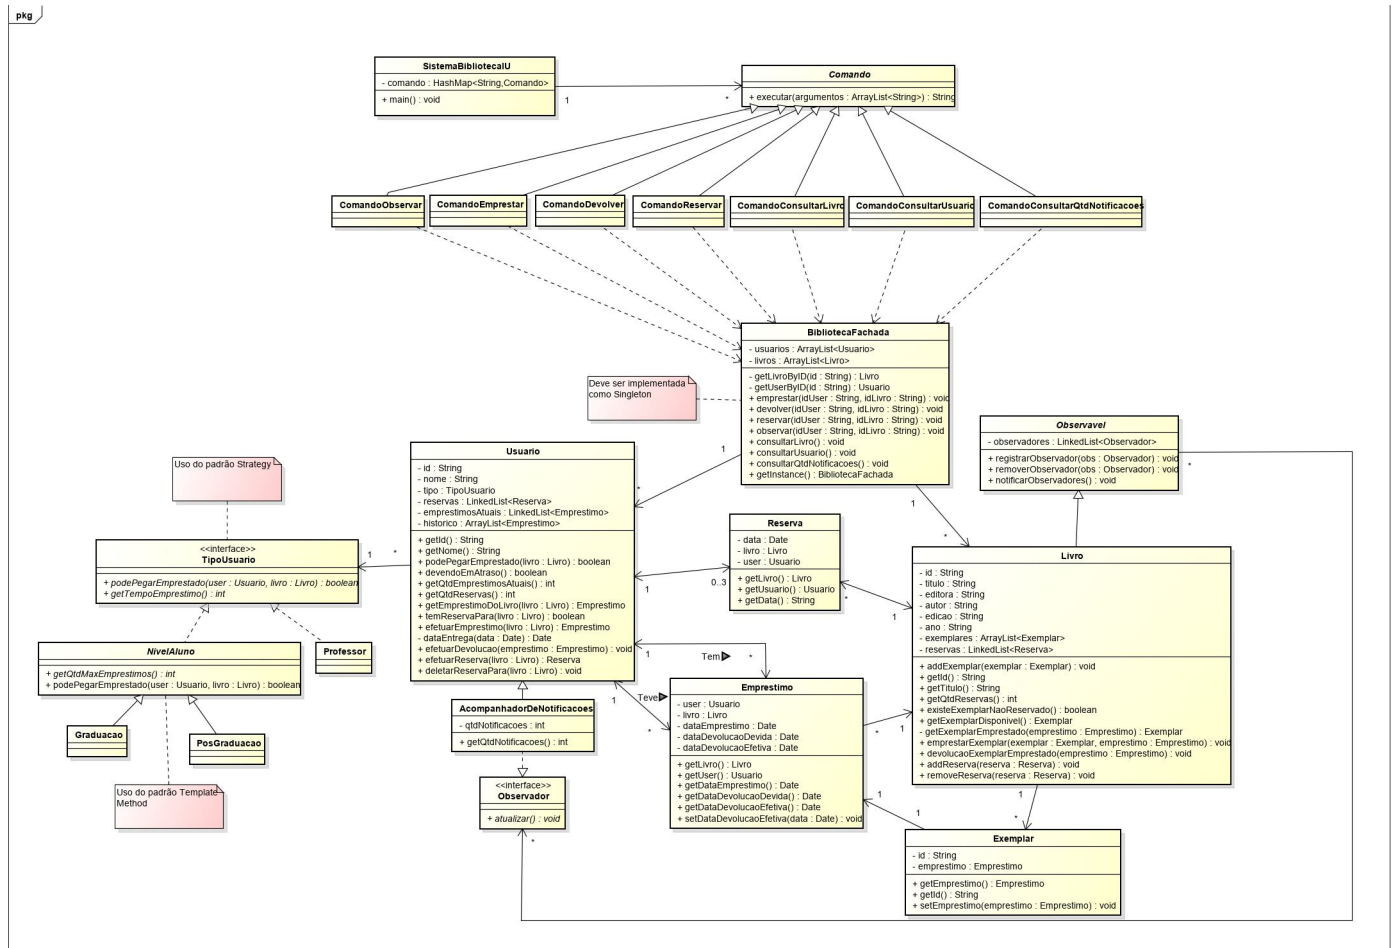 pkg
SistemaBibliotecaIU
- comando : HashMap<String,Comando>
+ main() : void
1
*
Comando
+ executar(argumentos : ArrayList<String>) : String
ComandoObservar
ComandoEmprestar
ComandoDevolver
ComandoReservar
ComandoConsultarLivro
ComandoConsultarUsuario
ComandoConsultarQtdNotificacoes
BibliotecaFachada
- usuarios : ArrayList<Usuario>
- livros : ArrayList<Livro>
- getLivroByID(id : String) : Livro
- getUserByID(id : String) : Usuario
+ emprestar(idUser : String, idLivro : String) : void
+ devolver(idUser : String, idLivro : String) : void
+ reservar(idUser : String, idLivro : String) : void
+ observar(idUser : String, idLivro : String) : void
+ consultarLivro() : void
+ consultarUsuario() : void
+ consultarQtdNotificacoes() : void
+ getInstance() : BibliotecaFachada
Deve ser implementada
como Singleton
1
*
1
*
Observavel
- observadores : LinkedList<Observador>
+ registrarObservador(obs : Observador) : void
+ removerObservador(obs : Observador) : void
+ notificarObservadores() : void
*
Usuario
- id : String
- nome : String
- tipo : TipoUsuario
- reservas : LinkedList<Reserva>
- emprestimosAtuais : LinkedList<Emprestimo>
- historico : ArrayList<Emprestimo>
+ getId() : String
+ getNome() : String
+ podePegarEmprestado(livro : Livro) : boolean
+ devendoEmAtraso() : boolean
+ getQtdEmprestimosAtuais() : int
+ getQtdReservas() : int
+ getEmprestimoDoLivro(livro : Livro) : Emprestimo
+ temReservaPara(livro : Livro) : boolean
+ efetuarEmprestimo(livro : Livro) : Emprestimo
- dataEntrega(data : Date) : Date
+ efetuarDevolucao(emprestimo : Emprestimo) : void
+ efetuarReserva(livro : Livro) : Reserva
+ deletarReservaPara(livro : Livro) : void
Uso do padrão Strategy
<<interface>>
TipoUsuario
+ podePegarEmprestado(user : Usuario, livro : Livro) : boolean
+ getTempoEmprestimo() : int
1
*
Reserva
- data : Date
- livro : Livro
- user : Usuario
+ getLivro() : Livro
+ getUsuario() : Usuario
+ getData() : String
1
0..3
*
1
Livro
- id : String
- titulo : String
- editora : String
- autor : String
- edicao : String
- ano : String
- exemplares : ArrayList<Exemplar>
- reservas : LinkedList<Reserva>
+ addExemplar(exemplar : Exemplar) : void
+ getId() : String
+ getTitulo() : String
+ getQtdReservas() : int
+ existeExemplarNaoReservado() : boolean
+ getExemplarDisponivel() : Exemplar
- getExemplarEmprestado(emprestimo : Emprestimo) : Exemplar
+ emprestarExemplar(exemplar : Exemplar, emprestimo : Emprestimo) : void
+ devolucaoExemplarEmprestado(emprestimo : Emprestimo) : void
+ addReserva(reserva : Reserva) : void
+ removeReserva(reserva : Reserva) : void
NivelAluno
+ getQtdMaxEmprestimos() : int
+ podePegarEmprestado(user : Usuario, livro : Livro) : boolean
Professor
Graduacao
PosGraduacao
Uso do padrão Template
Method
1
Tem
*
Teve
1
*
AcompanhadorDeNotificacoes
- qtdNotificacoes : int
+ getQtdNotificacoes() : int
<<interface>>
Observador
+ atualizar() : void
*
Emprestimo
- user : Usuario
- livro : Livro
- dataEmprestimo : Date
- dataDevolucaoDevida : Date
- dataDevolucaoEfetiva : Date
+ getLivro() : Livro
+ getUser() : Usuario
+ getDataEmprestimo() : Date
+ getDataDevolucaoDevida() : Date
+ getDataDevolucaoEfetiva() : Date
+ setDataDevolucaoEfetiva(data : Date) : void
*
1
1
1
1
*
Exemplar
- id : String
- emprestimo : Emprestimo
+ getEmprestimo() : Emprestimo
+ getId() : String
+ setEmprestimo(emprestimo : Emprestimo) : void